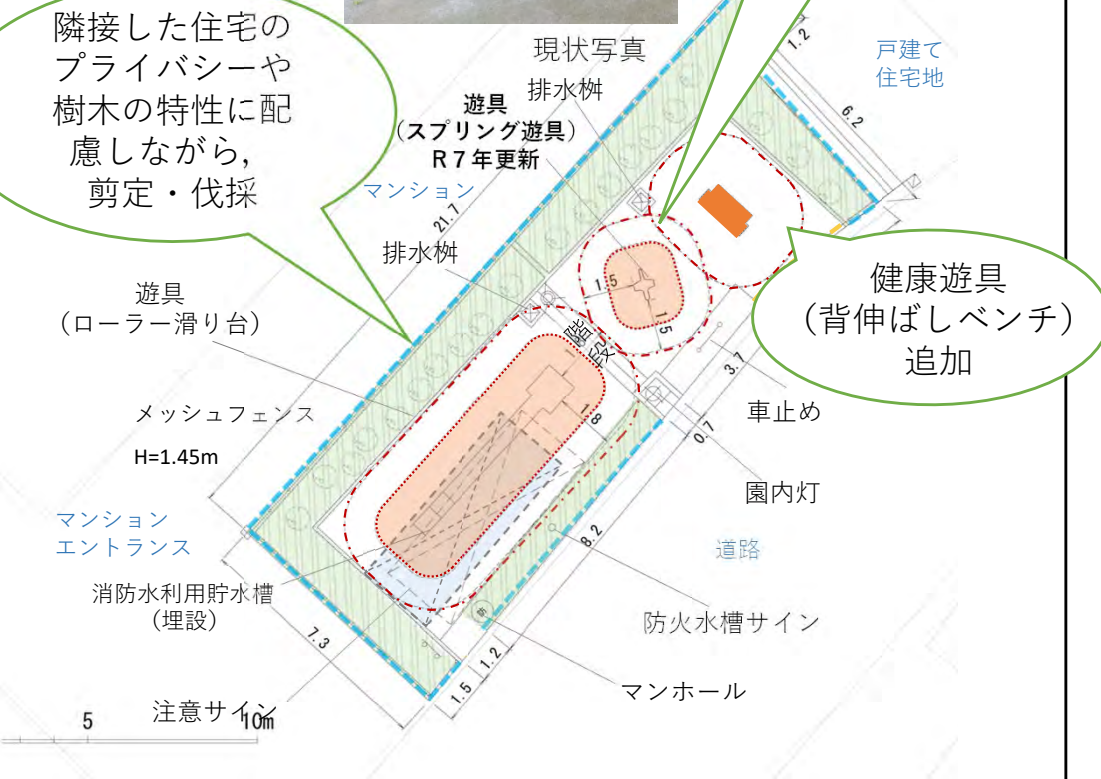 隣接した住宅の
プライバシーや
樹木の特性に配
慮しながら,
剪定・伐採
現状写真
排水桝
遊具
（スプリング遊具）
R７年更新
戸建て
住宅地
1.2
6.2
マンション
21.7
排水桝
遊具
（ローラー滑り台）
1.5
1.5
階段
健康遊具
（背伸ばしベンチ）
追加
3.7
車止め
0.7
メッシュフェンス
H=1.45m
1.8
園内灯
マンション
エントランス
8.2
道路
消防水利用貯水槽
（埋設）
防火水槽サイン
7.3
1.2
1.5
マンホール
注意サイン
5
10m